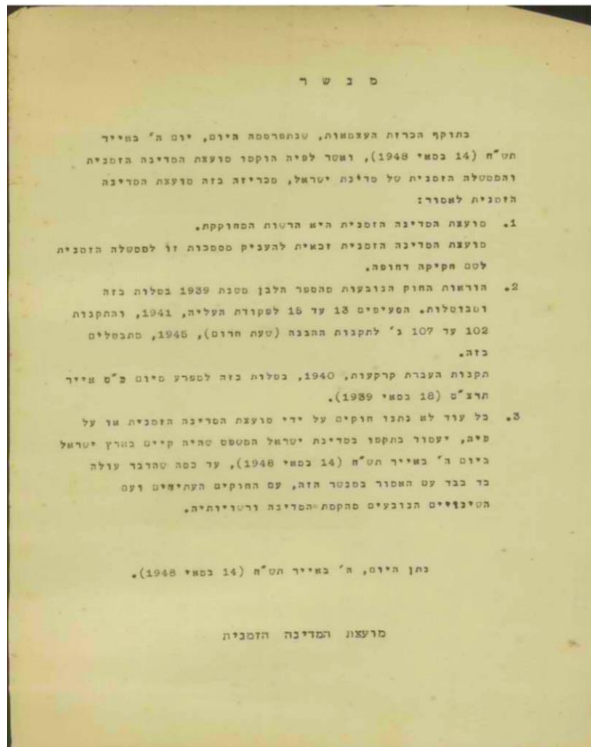 מנשר
בתוקף הכרזת העצמאות, שנתפרסמה היום, יום ה' באייר
תש"ח (14 במאי 1948), ואשר לפיה הוקמו מועצת המדינה הזמנית
והממשלה הזמנית של מדינת ישראל, מכריזה בזה מועצת המדינה
הזמנית לאמור:
1. מועצת המדינה הזמנית היא הרשות המחוקקת.
מועצת המדינה הזמנית זכאית להעניק מסמכות זו לממשלה הזמנית
לשם חקיקה דחופה.
2. הוראות החוק הנובעות מהספר הלבן משנת 1939 בטלות בזה
ומבוטלות. הסעיפים 13 עד 15 לפקודת העליה, 1941, והתקנות
102 עד 107 ג' לתקנות ההגנה (שעת חרום), 1945, מתבטלים
בזה.
תקנות העברת קרקעות, 1940, בטלות בזה למפרע מיום כ"ט אייר
תרצ"ט (18 במאי 1939).
3. כל עוד לא נתנו חוקים על ידי מועצת המדינה הזמנית או על
פיה, יעמוד בתקפו במדינת ישראל המשפט שהיה קיים בארץ ישראל
ביום ה' באייר תש"ח (14 במאי 1948), עד כמה שהדבר עולה
בד בבד עם האמור במנשר הזה, עם החוקים העתידים ועם
השינויים הנובעים מהקמת המדינה ורשויותיה.
נתן היום, ה' באייר תש"ח (14 במאי 1948).
מועצת המדינה הזמנית